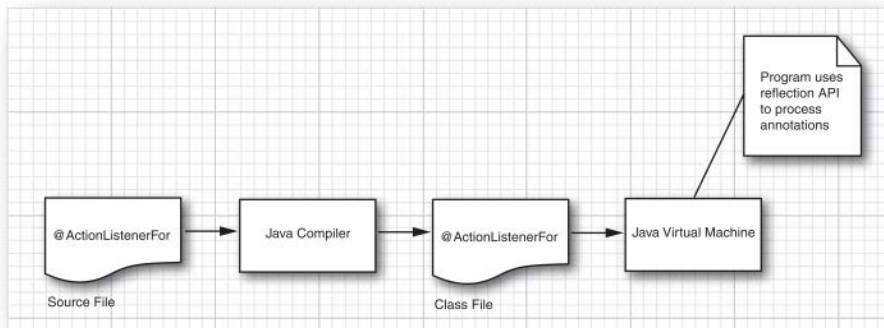 Program uses
reflection API
to process
annotations
@ActionListenerFor
Java Compiler
@ActionListenerFor
Java Virtual Machine
Source File
Class File